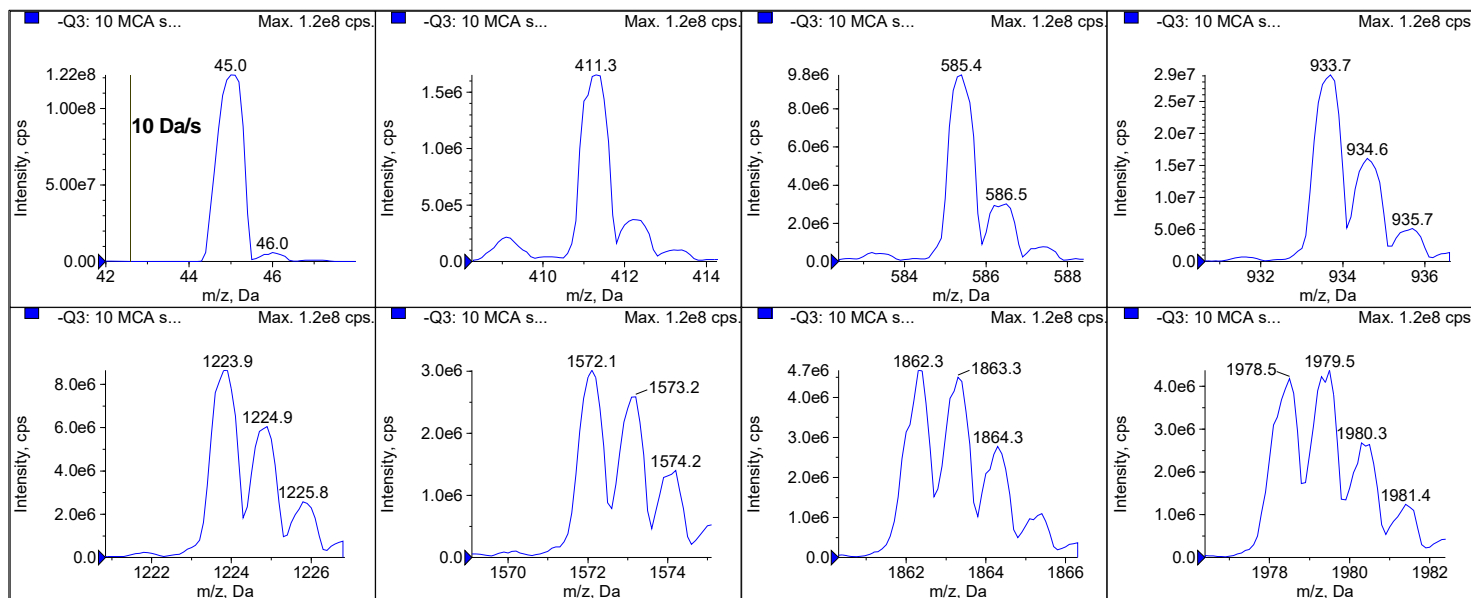 -Q3: 10 MCA s... Max. 1.2e8 cps.
45.0
1.22e8
1.00e8
10 Da/s
5.00e7
46.0
0.00
42 44 46
m/z, Da
Intensity, cps
-Q3: 10 MCA s... Max. 1.2e8 cps.
411.3
1.5e6
1.0e6
5.0e5
0.0
410 412 414
m/z, Da
Intensity, cps
-Q3: 10 MCA s... Max. 1.2e8 cps.
585.4
9.8e6
8.0e6
6.0e6
4.0e6
586.5
2.0e6
0.0
584 586 588
m/z, Da
Intensity, cps
-Q3: 10 MCA s... Max. 1.2e8 cps.
933.7
2.9e7
2.5e7
2.0e7
934.6
1.5e7
1.0e7
935.7
5.0e6
0.0
932 934 936
m/z, Da
Intensity, cps
-Q3: 10 MCA s... Max. 1.2e8 cps.
1223.9
8.0e6
1224.9
6.0e6
4.0e6
1225.8
2.0e6
0.0
1222 1224 1226
m/z, Da
Intensity, cps
-Q3: 10 MCA s... Max. 1.2e8 cps.
1572.1
3.0e6
1573.2
2.0e6
1574.2
1.0e6
0.0
1570 1572 1574
m/z, Da
Intensity, cps
-Q3: 10 MCA s... Max. 1.2e8 cps.
1862.3
1863.3
4.7e6
4.0e6
1864.3
3.0e6
2.0e6
1.0e6
0.0
1862 1864 1866
m/z, Da
Intensity, cps
-Q3: 10 MCA s... Max. 1.2e8 cps.
1978.5
1979.5
4.0e6
1980.3
3.0e6
2.0e6
1981.4
1.0e6
0.0
1978 1980 1982
m/z, Da
Intensity, cps